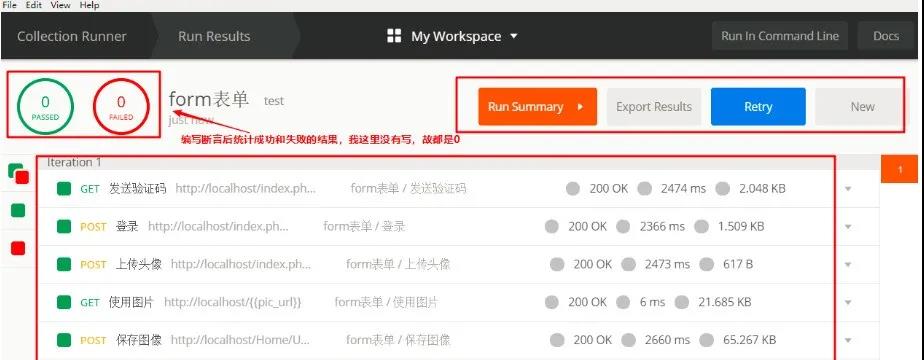 File Edit View Help
Collection Runner Run Results My Workspace Run In Command Line Docs
0 PASSED 0 FAILED form表单 test Run Summary Export Results Retry New
just now
编写断言后统计成功和失败的结果，我这里没有写，故都是0
Iteration 1
1
GET 发送验证码 http://localhost/index.ph... form表单 / 发送验证码 200 OK 2474 ms 2.048 KB
POST 登录 http://localhost/index.ph... form表单 / 登录 200 OK 2366 ms 1.509 KB
POST 上传头像 http://localhost/index.ph... form表单 / 上传头像 200 OK 2473 ms 617 B
GET 使用图片 http://localhost/{{pic_url}} form表单 / 使用图片 200 OK 6 ms 21.685 KB
POST 保存图像 http://localhost/Home/U... form表单 / 保存图像 200 OK 2660 ms 65.267 KB